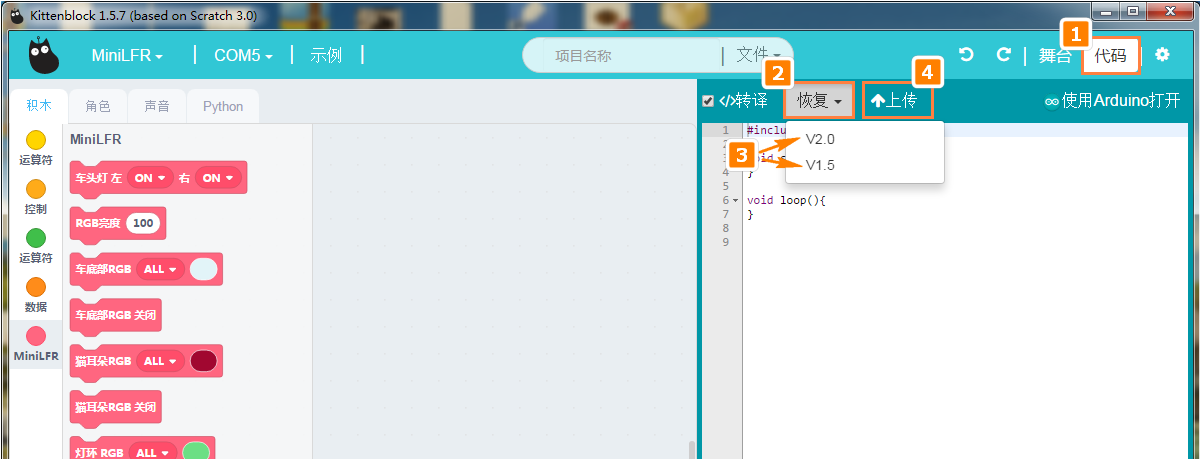 Kittenblock 1.5.7 (based on Scratch 3.0)
MiniLFR COM5 示例 项目名称 文件 舞台 1 代码
积木 角色 声音 Python
2 4
</>转译 恢复 上传 使用Arduino打开
MiniLFR
运算符
控制
运算符
数据
MiniLFR
车头灯 左 ON 右 ON
RGB亮度 100
车底部RGB ALL
车底部RGB 关闭
猫耳朵RGB ALL
猫耳朵RGB 关闭
灯环 RGB ALL
V2.0
3
V1.5
1 #inclu
2
3
4 }
5
6 void loop(){
7 }
8
9